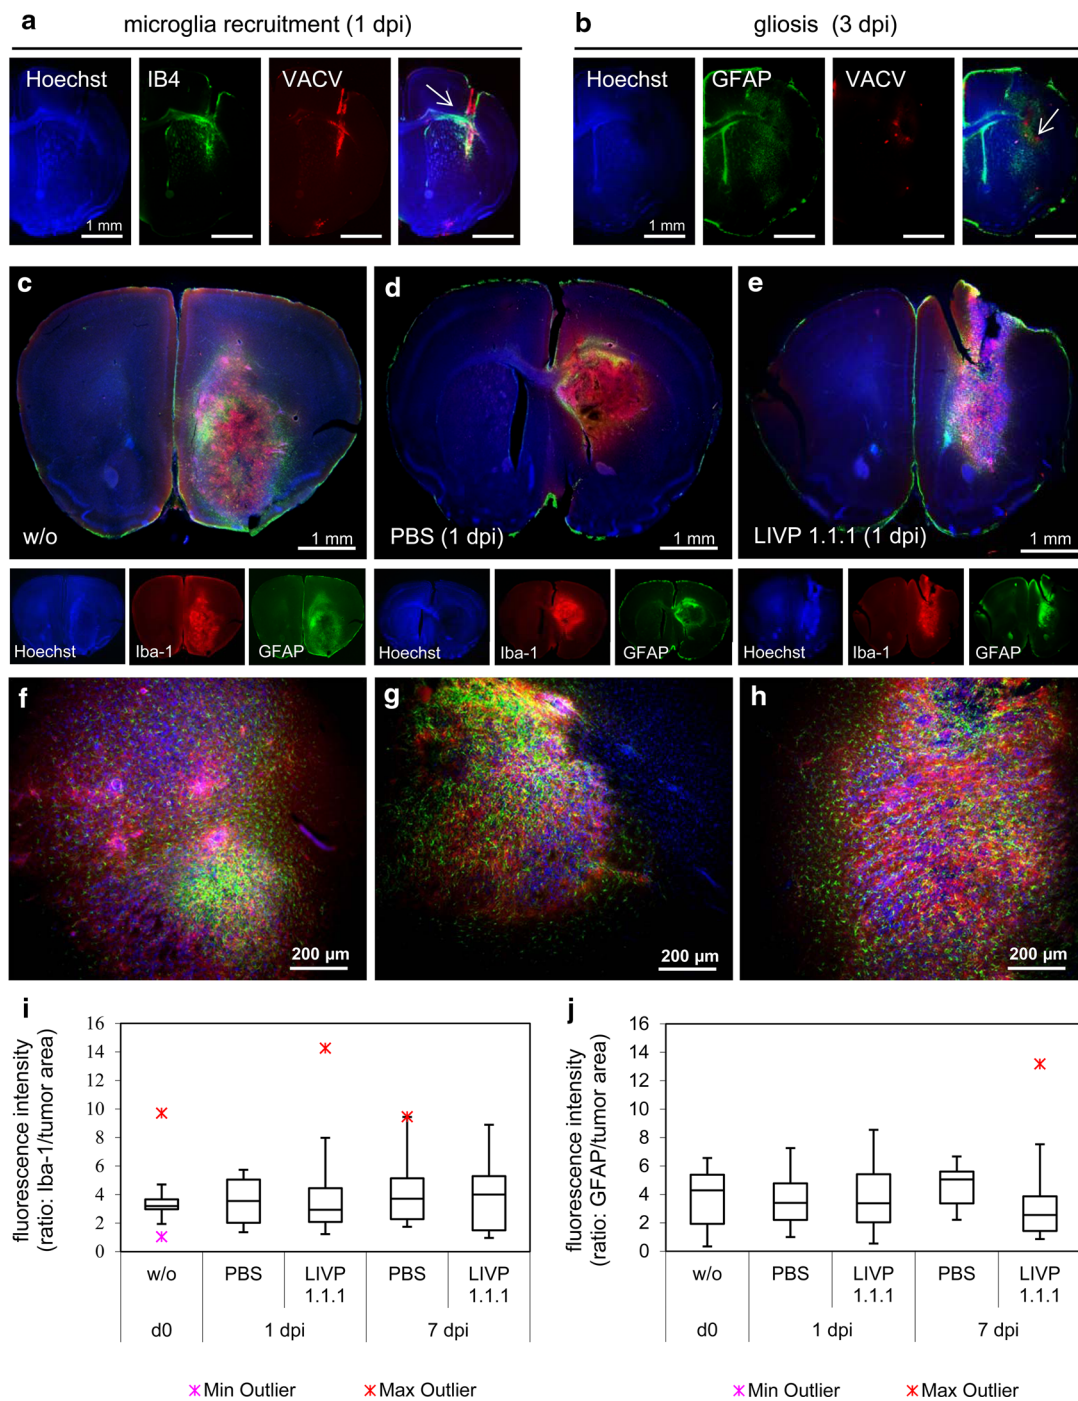 a
microglia recruitment (1 dpi)
b
gliosis (3 dpi)
Hoechst
IB4
VACV
1 mm
Hoechst
GFAP
VACV
1 mm
c
w/o
1 mm
d
PBS (1 dpi)
1 mm
e
LIVP 1.1.1 (1 dpi)
1 mm
Hoechst
Iba-1
GFAP
Hoechst
Iba-1
GFAP
Hoechst
Iba-1
GFAP
f
200 µm
g
200 µm
h
200 µm
i
fluorescence intensity
(ratio: Iba-1/tumor area)
16
14
12
10
8
6
4
2
0
w/o
PBS
LIVP
1.1.1
PBS
LIVP
1.1.1
d0
1 dpi
7 dpi
Min Outlier
Max Outlier
j
fluorescence intensity
(ratio: GFAP/tumor area)
16
14
12
10
8
6
4
2
0
w/o
PBS
LIVP
1.1.1
PBS
LIVP
1.1.1
d0
1 dpi
7 dpi
Min Outlier
Max Outlier